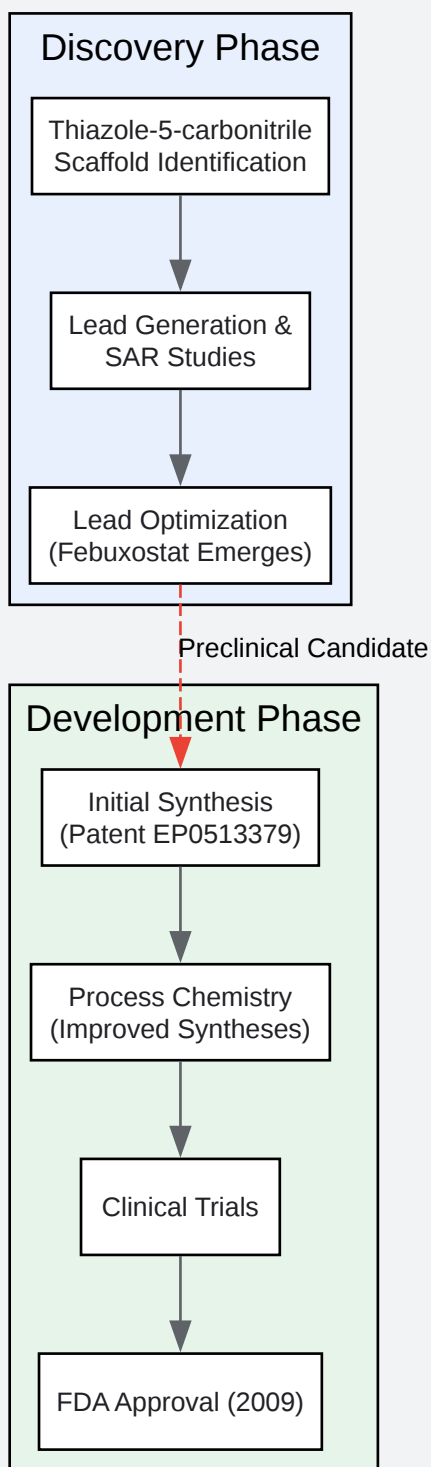 Discovery Phase
Thiazole-5-carbonitrile
Scaffold Identification
Lead Generation &
SAR Studies
Lead Optimization
(Febuxostat Emerges)
Preclinical Candidate
Development Phase
Initial Synthesis
(Patent EP0513379)
Process Chemistry
(Improved Syntheses)
Clinical Trials
FDA Approval (2009)